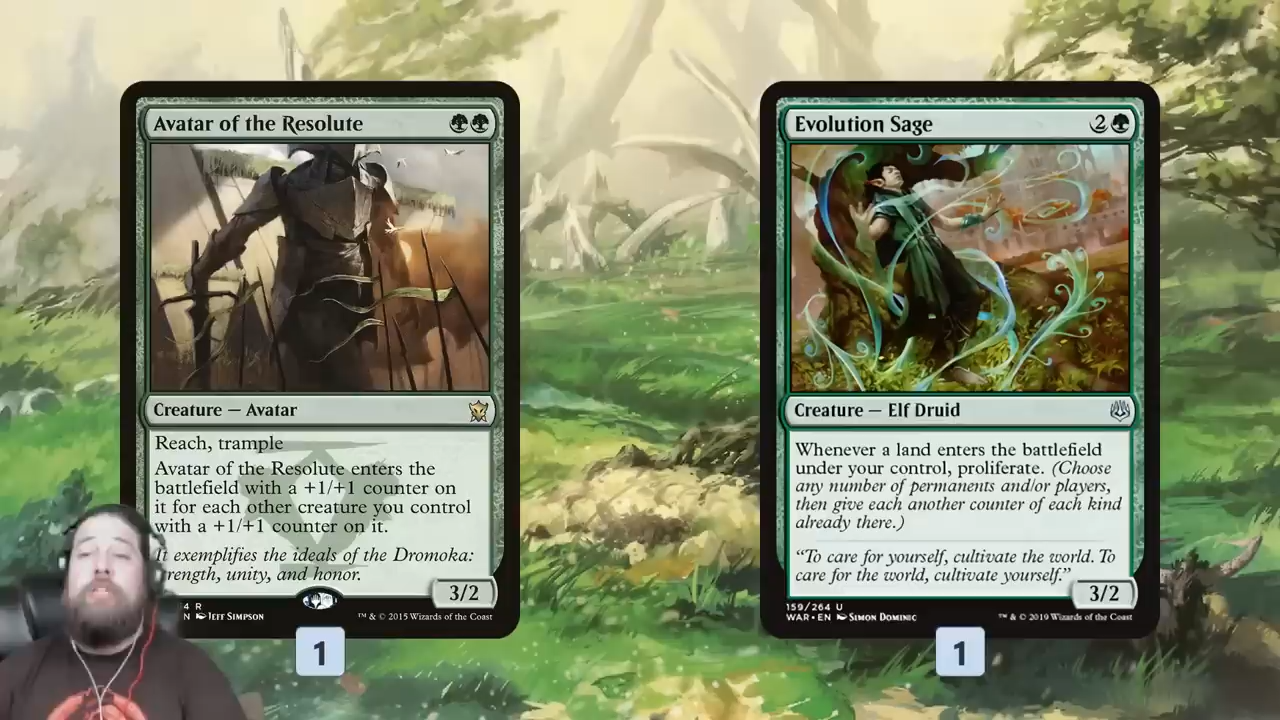 Avatar of the Resolute
Creature — Avatar
Reach, trample
Avatar of the Resolute enters the
battlefield with a +1/+1 counter on
it for each other creature you control
with a +1/+1 counter on it.
It exemplifies the ideals of the Dromoka:
trength, unity, and honor.
3/2
4 R
N Jeff Simpson
™ & © 2015 Wizards of the Coast
1
Evolution Sage
2
Creature — Elf Druid
Whenever a land enters the battlefield
under your control, proliferate. (Choose
any number of permanents and/or players,
then give each another counter of each kind
already there.)
“To care for yourself, cultivate the world. To
care for the world, cultivate yourself.”
3/2
159/264 U
WAR • EN Simon Dominic
™ & © 2019 Wizards of the Coast
1